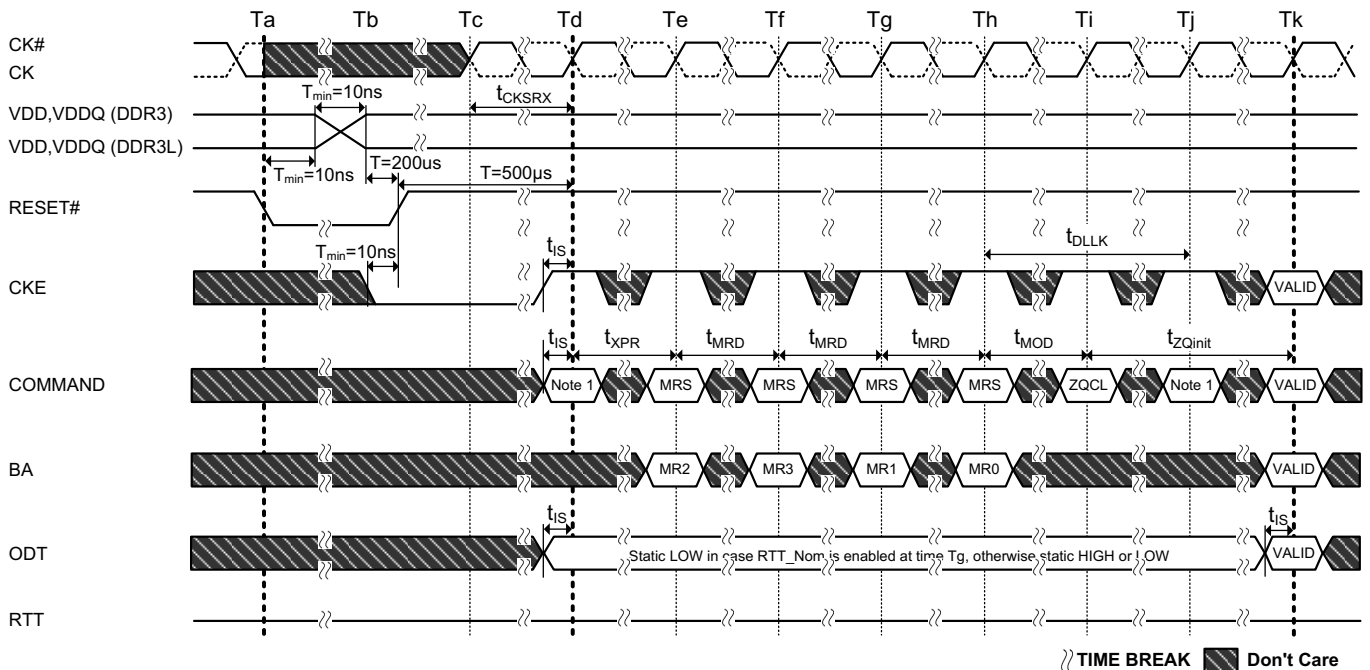 Ta Tb Tc Td Te Tf Tg Th Ti Tj Tk
CK#
CK
Tmin=10ns
tCKSRX
VDD,VDDQ (DDR3)
VDD,VDDQ (DDR3L)
Tmin=10ns
T=200us
T=500µs
RESET#
Tmin=10ns
tIS
tDLLK
CKE
VALID
tIS tXPR tMRD tMRD tMRD tMOD tZQinit
COMMAND
Note 1 MRS MRS MRS MRS ZQCL Note 1 VALID
BA
MR2 MR3 MR1 MR0 VALID
tIS tIS
ODT
Static LOW in case RTT_Nom is enabled at time Tg, otherwise static HIGH or LOW
VALID
RTT
TIME BREAK Don't Care